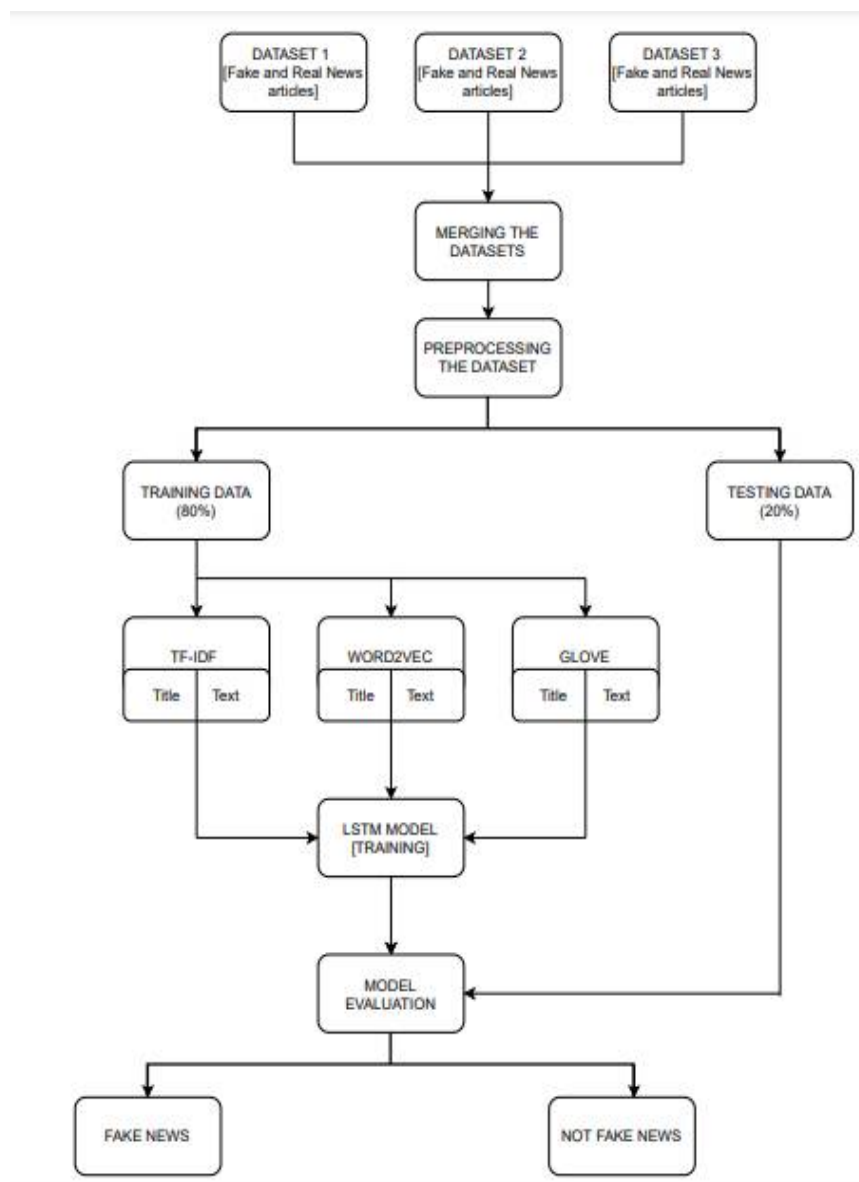 DATASET 1
[Fake and Real News
articles]
DATASET 2
[Fake and Real News
articles]
DATASET 3
[Fake and Real News
articles]
MERGING THE
DATASETS
PREPROCESSING
THE DATASET
TRAINING DATA
(80%)
TESTING DATA
(20%)
TF-IDF
Title
Text
WORD2VEC
Title
Text
GLOVE
Title
Text
LSTM MODEL
[TRAINING]
MODEL
EVALUATION
FAKE NEWS
NOT FAKE NEWS